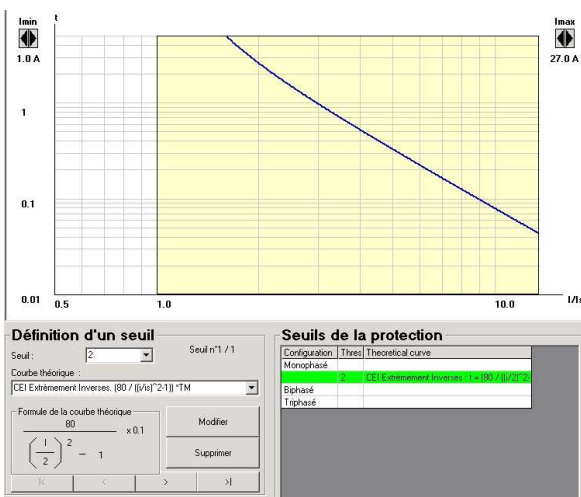 Imin
t
Imax
1.0 A
27.0 A
1
0.1
0.01
0.5
1.0
10.0
I/Is
Définition d'un seuil
Seuil :
2
Seuil n°1 / 1
Courbe théorique :
CEI Extrèmement Inverses. (80 / ((i/is)^2-1)) *TM
Formule de la courbe théorique
80
x 0.1
( I / 2 ) 2 - 1
Modifier
Supprimer
|<
<
>
>|
Seuils de la protection
Configuration Thres Theoretical curve
Monophasé
2 CEI Extrèmement Inverses : t = (80 / ((i/2)^2-
Biphasé
Triphasé